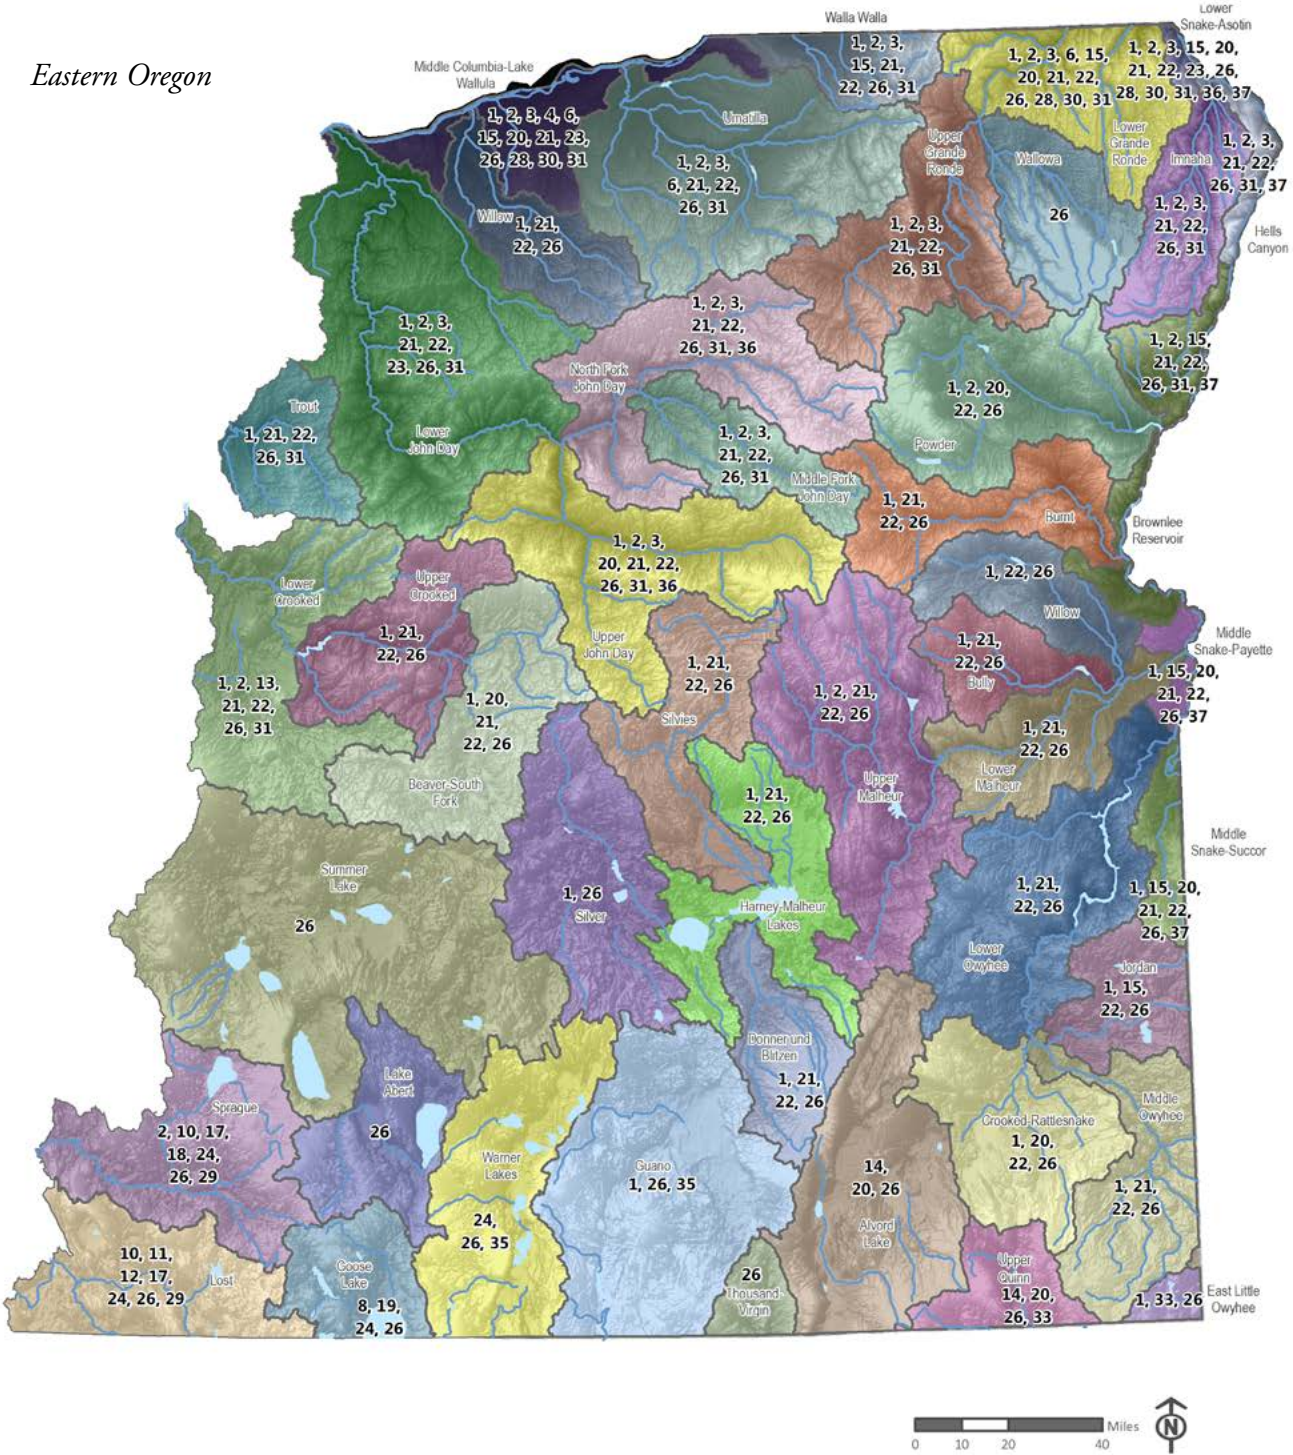 Eastern Oregon
Lower
Snake-Asotin
Walla Walla
1, 2, 3,
15, 21,
22, 26, 31
1, 2, 3, 6, 15,
20, 21, 22,
26, 28, 30, 31
1, 2, 3, 15, 20,
21, 22, 23, 26,
28, 30, 31, 36, 37
Middle Columbia-Lake
Wallula
1, 2, 3, 4, 6,
15, 20, 21, 23,
26, 28, 30, 31
Umatilla
1, 2, 3,
6, 21, 22,
26, 31
Upper
Grande
Ronde
1, 2, 3,
21, 22,
26, 31
Wallowa
26
Lower
Grande
Ronde
Imnaha
1, 2, 3,
21, 22,
26, 31
1, 2, 3,
21, 22,
26, 31, 37
Hells
Canyon
Willow
1, 21,
22, 26
1, 2, 3,
21, 22,
23, 26, 31
Lower
John Day
1, 2, 3,
21, 22,
26, 31, 36
North Fork
John Day
1, 2, 15,
21, 22,
26, 31, 37
1, 2, 20,
22, 26
Powder
Trout
1, 21, 22,
26, 31
1, 2, 3,
21, 22,
26, 31
Middle Fork
John Day
1, 21,
22, 26
Burnt
Brownlee
Reservoir
1, 2, 3,
20, 21, 22,
26, 31, 36
Upper
John Day
1, 22, 26
Willow
Lower
Crooked
1, 2, 13,
21, 22,
26, 31
Upper
Crooked
1, 21,
22, 26
1, 20,
21,
22, 26
Beaver-South
Fork
1, 21,
22, 26
Silvies
1, 2, 21,
22, 26
Upper
Malheur
1, 21,
22, 26
Bully
Middle
Snake-Payette
1, 15, 20,
21, 22,
26, 37
1, 21,
22, 26
Lower
Malheur
1, 21,
22, 26
Harney-Malheur
Lakes
Middle
Snake-Succor
1, 15, 20,
21, 22,
26, 37
Summer
Lake
26
1, 26
Silver
1, 21,
22, 26
Lower
Owyhee
Jordan
1, 15,
22, 26
Donner und
Blitzen
1, 21,
22, 26
Lake
Abert
26
Sprague
2, 10, 17,
18, 24,
26, 29
Warner
Lakes
24,
26, 35
Guano
1, 26, 35
14,
20, 26
Alvord
Lake
Crooked-Rattlesnake
1, 20,
22, 26
Middle
Owyhee
1, 21,
22, 26
10, 11,
12, 17,
24, 26, 29
Lost
Goose
Lake
8, 19,
24, 26
26
Thousand-
Virgin
Upper
Quinn
14, 20,
26, 33
1, 33, 26
East Little
Owyhee
Miles
0 10 20 40
N